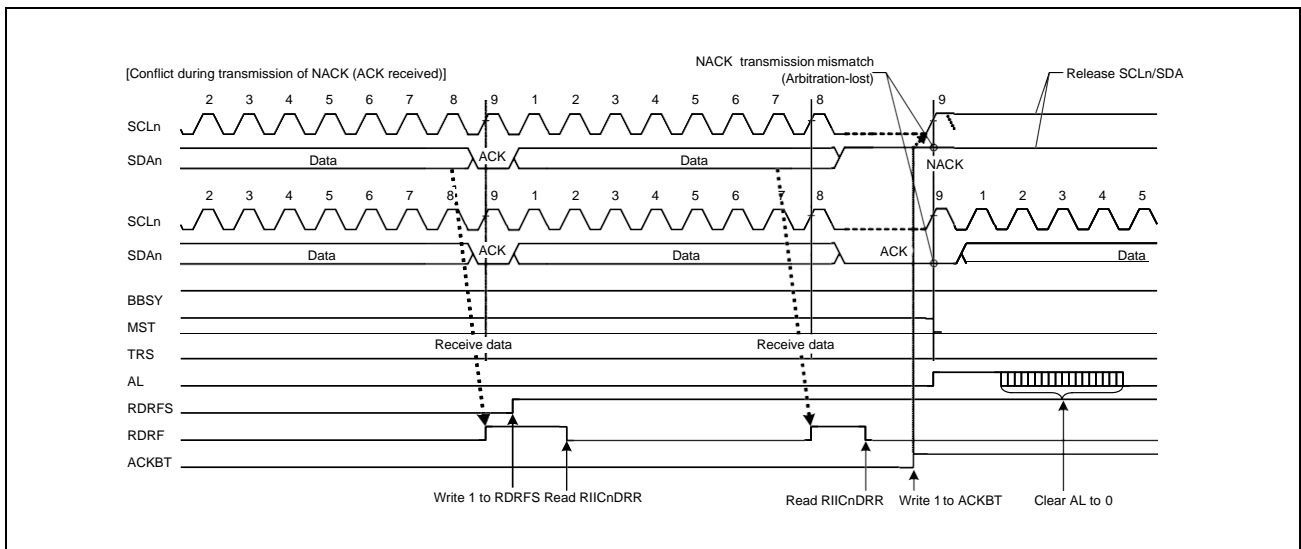 NACK transmission mismatch
(Arbitration-lost)
[Conflict during transmission of NACK (ACK received)]
Release SCLn/SDA
2 3 4 5 6 7 8 9 1 2 3 4 5 6 7 8 9
SCLn
SDAn Data ACK Data NACK
2 3 4 5 6 7 8 9 1 2 3 4 5 6 7 8 9 1 2 3 4 5
SCLn
SDAn Data ACK Data ACK Data
BBSY
MST
Receive data Receive data
TRS
AL
RDRFS
RDRF
ACKBT
Write 1 to RDRFS Read RIICnDRR Read RIICnDRR Write 1 to ACKBT Clear AL to 0